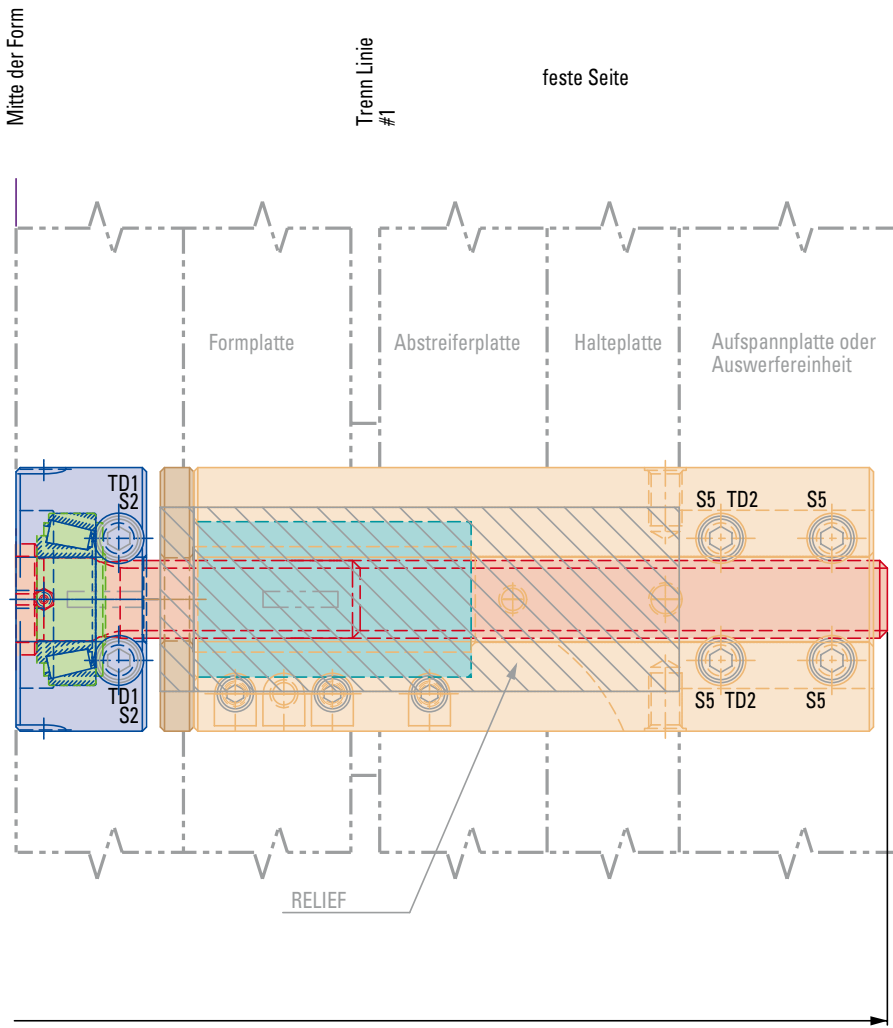 Mitte der Form
Trenn Linie
#1
feste Seite
Formplatte
Abstreiferplatte
Halteplatte
Aufspannplatte oder
Auswerfereinheit
TD1
S2
S5 TD2
S5
TD1
S2
S5 TD2
S5
RELIEF